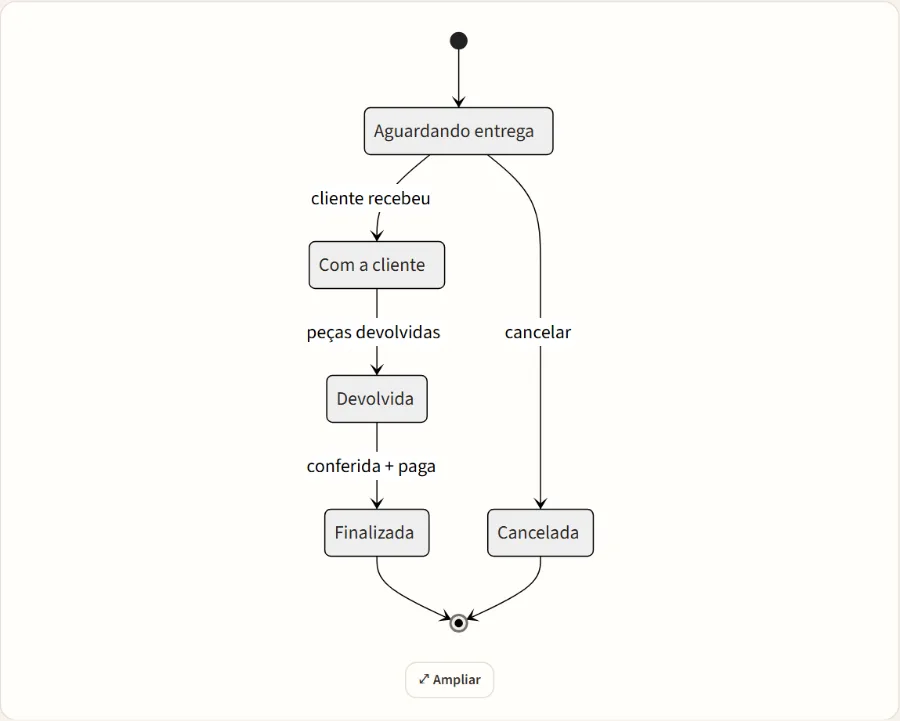 Aguardando entrega
cliente recebeu
Com a cliente
peças devolvidas
cancelar
Devolvida
conferida + paga
Finalizada
Cancelada
Ampliar